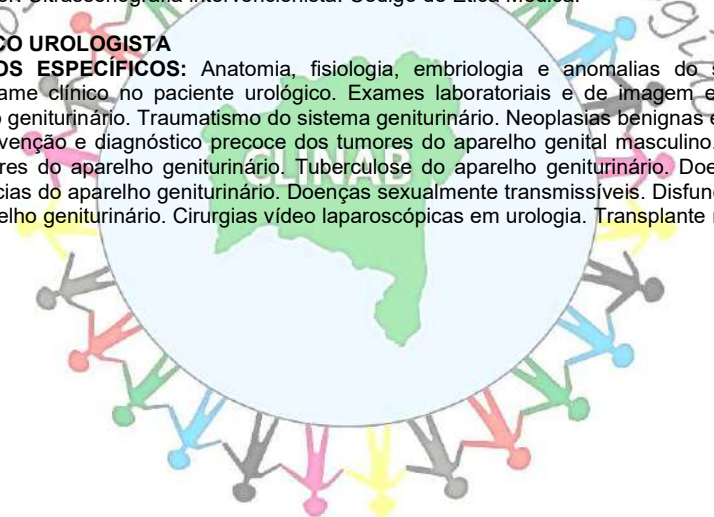 Ultrassonografia intervencionista. Código de Ética Médica.
CO UROLOGISTA
OS ESPECÍFICOS: Anatomia, fisiologia, embriologia e anomalias do s
ame clínico no paciente urológico. Exames laboratoriais e de imagem e
o geniturinário. Traumatismo do sistema geniturinário. Neoplasias benignas e
venção e diagnóstico precoce dos tumores do aparelho genital masculino.
res do aparelho geniturinário. Tuberculose do aparelho geniturinário. Doe
cias do aparelho geniturinário. Doenças sexualmente transmissíveis. Disfun
elho geniturinário. Cirurgias vídeo laparoscópicas em urologia. Transplante
CLINAB